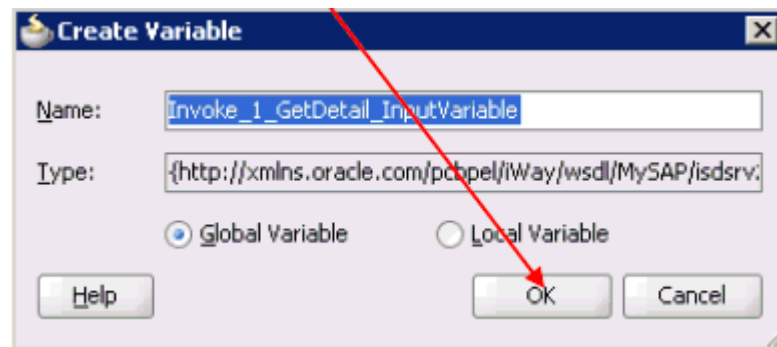 Create Variable
Name: Invoke_1_GetDetail_InputVariable
Type: {http://xmlns.oracle.com/pcbpel/iWay/wsdl/MySAP/isdsrv2
Global Variable Local Variable
Help OK Cancel